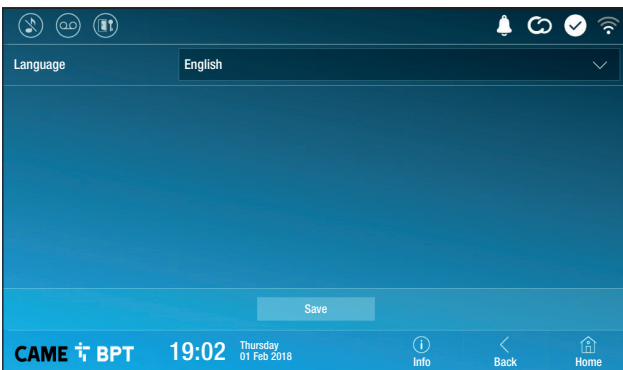 Language English
Save
CAME BPT 19:02 Thursday
01 Feb 2018
Info Back Home